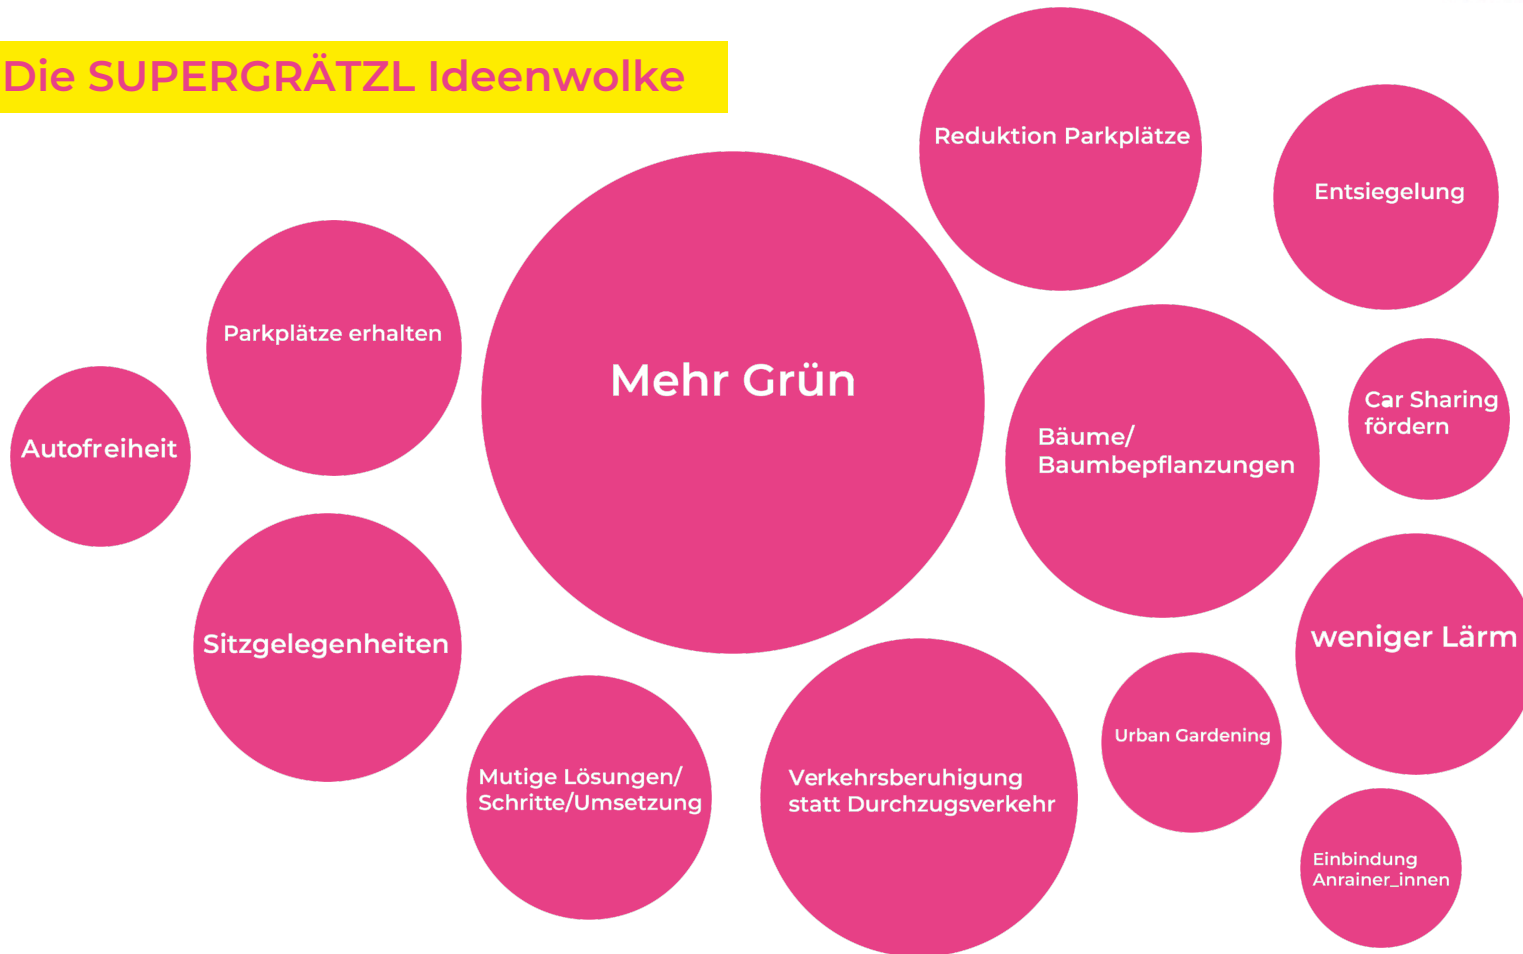 Die SUPERGRÄTZL Ideenwolke
Reduktion Parkplätze
Entsiegelung
Parkplätze erhalten
Mehr Grün
Car Sharing
fördern
Bäume/
Baumbepflanzungen
Autofreiheit
Sitzgelegenheiten
weniger Lärm
Urban Gardening
Mutige Lösungen/
Schritte/Umsetzung
Verkehrsberuhigung
statt Durchzugsverkehr
Einbindung
Anrainer_innen